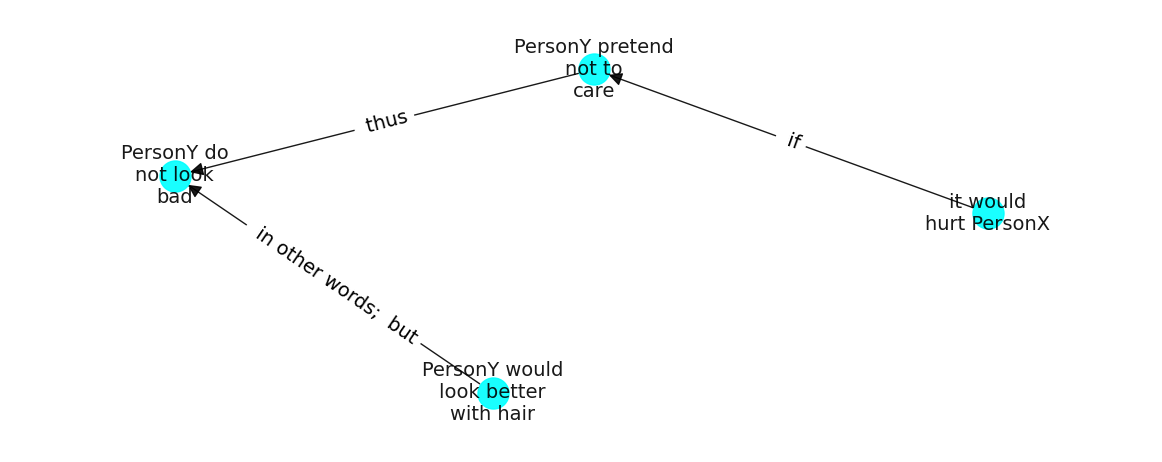 PersonY pretend
not to
care
thus
if
PersonY do
not look
bad
it would
hurt PersonX
in other words;  but
PersonY would
look better
with hair